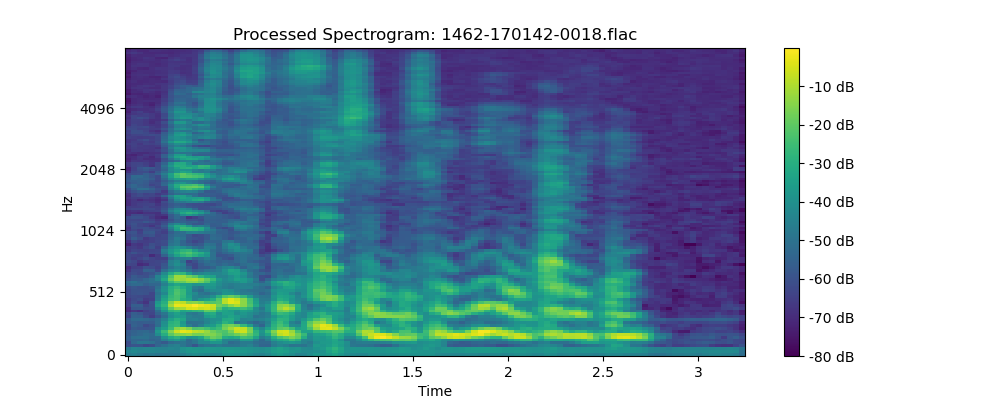 Processed Spectrogram: 1462-170142-0018.flac
4096
2048
1024
512
0
Hz
0 0.5 1 1.5 2 2.5 3
Time
-10 dB
-20 dB
-30 dB
-40 dB
-50 dB
-60 dB
-70 dB
-80 dB